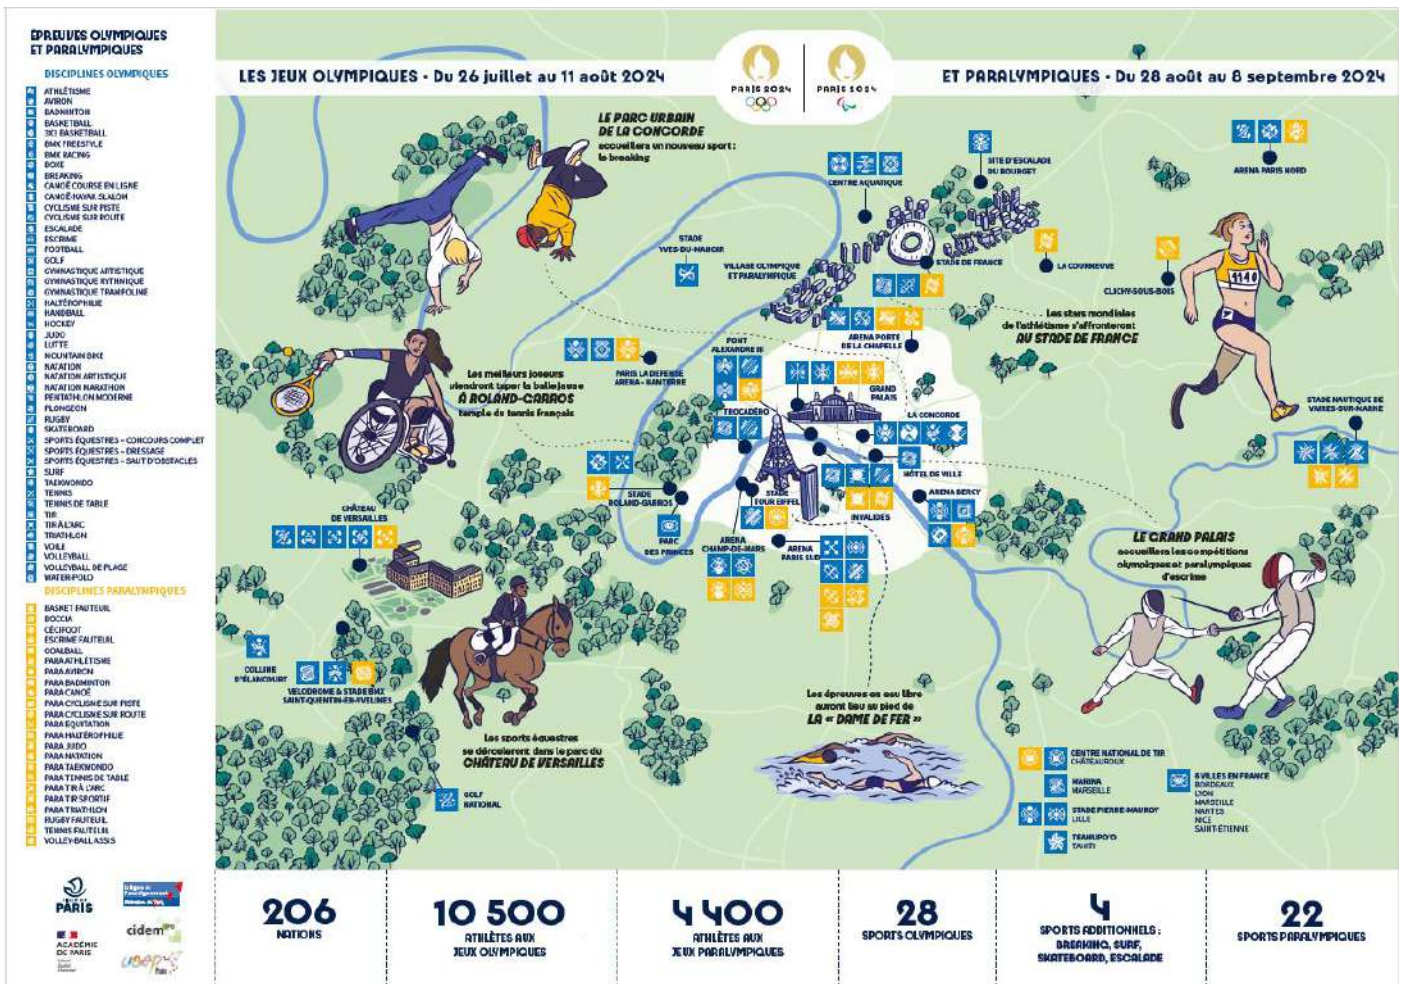 ÉPREUVES OLYMPIQUES
ET PARALYMPIQUES
DISCIPLINES OLYMPIQUES
ATHLÉTISME
AVIRON
BADMINTON
BASKETBALL
3X3 BASKETBALL
BMX FREESTYLE
BMX RACING
BOXE
BREAKING
CANOË COURSE EN LIGNE
CANOË-KAYAK SLALOM
CYCLISME SUR PISTE
CYCLISME SUR ROUTE
ESCALADE
ESCRIME
FOOTBALL
GOLF
GYMNASTIQUE ARTISTIQUE
GYMNASTIQUE RYTHMIQUE
GYMNASTIQUE TRAMPOLINE
HALTÉROPHILIE
HANDBALL
HOCKEY
JUDO
LUTTE
MOUNTAIN BIKE
NATATION
NATATION ARTISTIQUE
NATATION MARATHON
PENTATHLON MODERNE
PLONGEON
RUGBY
SKATEBOARD
SPORTS ÉQUESTRES - CONCOURS COMPLET
SPORTS ÉQUESTRES - DRESSAGE
SPORTS ÉQUESTRES - SAUT D'OBSTACLES
SURF
TAEKWONDO
TENNIS
TENNIS DE TABLE
TIR
TIR À L'ARC
TRIATHLON
VOILE
VOLLEYBALL
VOLLEYBALL DE PLAGE
WATER-POLO
DISCIPLINES PARALYMPIQUES
BASKET FAUTEUIL
BOCCIA
CÉCIFOOT
ESCRIME FAUTEUIL
GOALBALL
PARA ATHLÉTISME
PARA AVIRON
PARA BADMINTON
PARA CANOË
PARA CYCLISME SUR PISTE
PARA CYCLISME SUR ROUTE
PARA ÉQUITATION
PARA HALTÉROPHILIE
PARA JUDO
PARA NATATION
PARA TAEKWONDO
PARA TENNIS DE TABLE
PARA TIR À L'ARC
PARA TIR SPORTIF
PARA TRIATHLON
RUGBY FAUTEUIL
TENNIS FAUTEUIL
VOLLEY-BALL ASSIS
PARIS
ACADÉMIE
DE PARIS
cidem
usep
Paris
LES JEUX OLYMPIQUES - Du 26 juillet au 11 août 2024
PARIS 2024
PARIS 2024
ET PARALYMPIQUES - Du 28 août au 8 septembre 2024
LE PARC URBAIN
DE LA CONCORDE
accueillera un nouveau sport :
le breaking
CENTRE AQUATIQUE
SITE D'ESCALADE
DU BOURGET
ARENA PARIS NORD
STADE
YVES-DU-MANOIR
VILLAGE OLYMPIQUE
ET PARALYMPIQUE
STADE DE FRANCE
LA COURNEUVE
CLICHY-SOUS-BOIS
1140
Les stars mondiales
de l'athlétisme s'affronteront
AU STADE DE FRANCE
ARENA PORTE
DE LA CHAPELLE
PONT
ALEXANDRE III
PARIS LA DEFENSE
ARENA - NANTERRE
Les meilleurs joueurs
viendront taper la balle jaune
À ROLAND-GARROS
temple du tennis français
GRAND
PALAIS
TROCADÉRO
LA CONCORDE
STADE NAUTIQUE DE
VAIRES-SUR-MARNE
HÔTEL DE VILLE
STADE
ROLAND-GARROS
STADE
TOUR EIFFEL
INVALIDES
ARENA BERCY
CHÂTEAU
DE VERSAILLES
PARC
DES PRINCES
ARENA
CHAMP-DE-MARS
ARENA
PARIS SUD
LE GRAND PALAIS
accueillera les compétitions
olympiques et paralympiques
d'escrime
COLLINE
D'ÉLANCOURT
VELODROME & STADE BMX
SAINT-QUENTIN-EN-YVELINES
Les sports équestres
se dérouleront dans le parc du
CHÂTEAU DE VERSAILLES
Les épreuves en eau libre
auront lieu au pied de
LA « DAME DE FER »
GOLF
NATIONAL
CENTRE NATIONAL DE TIR
CHÂTEAUROUX
MARINA
MARSEILLE
STADE PIERRE-MAUROY
LILLE
TEAHUPO'O
TAHITI
6 VILLES EN FRANCE
BORDEAUX
LYON
MARSEILLE
NANTES
NICE
SAINT-ÉTIENNE
206
NATIONS
10 500
ATHLÈTES AUX
JEUX OLYMPIQUES
4 400
ATHLÈTES AUX
JEUX PARALYMPIQUES
28
SPORTS OLYMPIQUES
4
SPORTS ADDITIONNELS :
BREAKING, SURF,
SKATEBOARD, ESCALADE
22
SPORTS PARALYMPIQUES